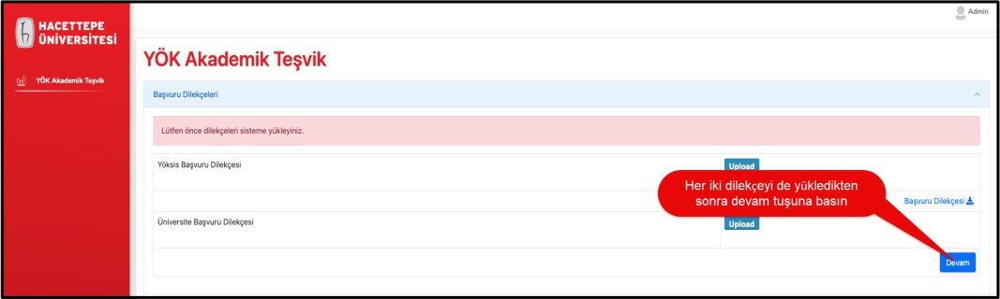 Admin
HACETTEPE
ÜNİVERSİTESİ
YÖK Akademik Teşvik
YÖK Akademik Teşvik
Başvuru Dilekçeleri
Lütfen önce dilekçeleri sisteme yükleyiniz.
Yöksis Başvuru Dilekçesi
Upload
Her iki dilekçeyi de yükledikten
sonra devam tuşuna basın
Başvuru Dilekçesi
Üniversite Başvuru Dilekçesi
Upload
Devam